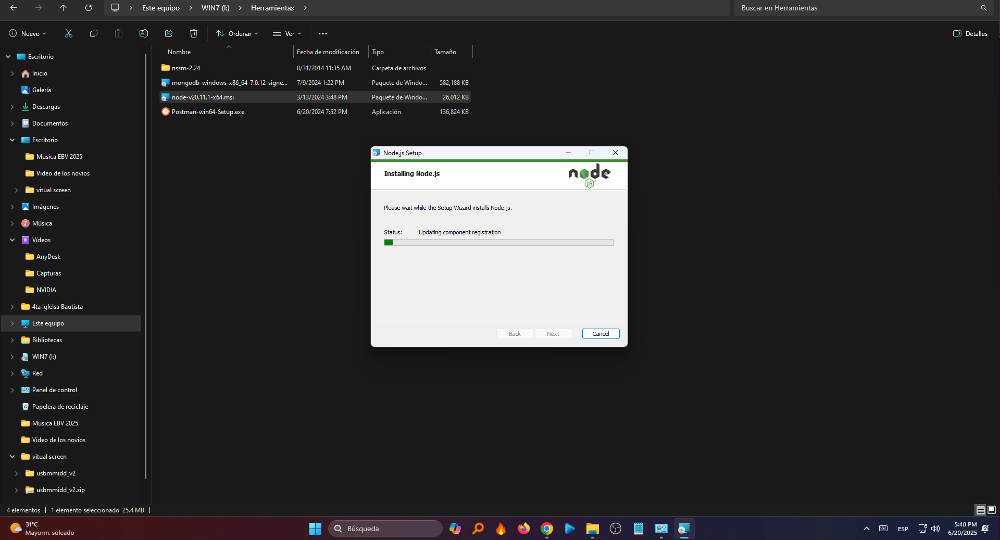 Este equipo
WIN7 (I:)
Herramientas
Buscar en Herramientas
Nuevo
Ordenar
Ver
Detalles
Nombre
Fecha de modificación
Tipo
Tamaño
nssm-2.24
8/31/2014 11:35 AM
Carpeta de archivos
mongodb-windows-x86_64-7.0.12-signe...
7/9/2024 1:22 PM
Paquete de Windo...
582,188 KB
node-v20.11.1-x64.msi
3/13/2024 3:48 PM
Paquete de Windo...
26,012 KB
Postman-win64-Setup.exe
6/20/2024 7:52 PM
Aplicación
136,824 KB
Escritorio
Inicio
Galería
Descargas
Documentos
Escritorio
Musica EBV 2025
Video de los novios
vitual screen
Imágenes
Música
Vídeos
AnyDesk
Capturas
NVIDIA
4ta Igleisa Bautista
Este equipo
Bibliotecas
WIN7 (I:)
Red
Panel de control
Papelera de reciclaje
Musica EBV 2025
Video de los novios
vitual screen
usbmmidd_v2
usbmmidd_v2.zip
Node.js Setup
Installing Node.js
node
JS
Please wait while the Setup Wizard installs Node.js.
Status: Updating component registration
Back
Next
Cancel
4 elementos
1 elemento seleccionado 25.4 MB
31°C
Mayorm. soleado
Búsqueda
ESP
5:40 PM
6/20/2025